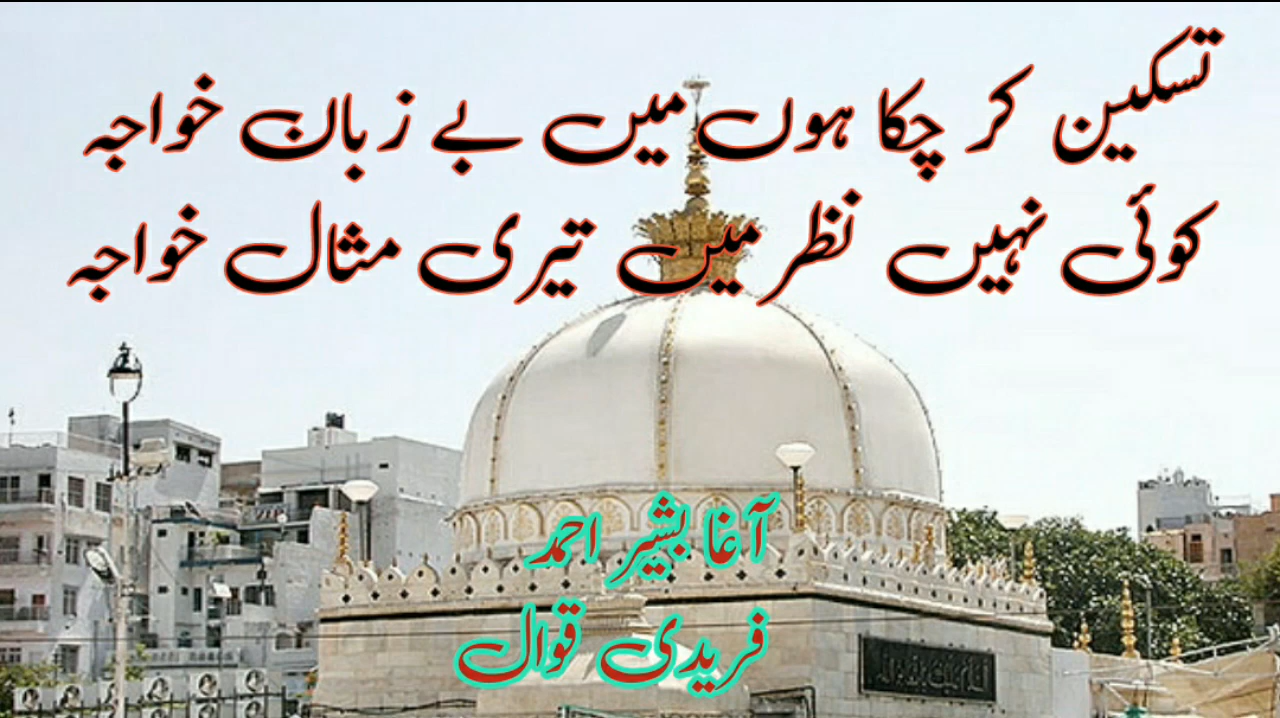 تسکین کر چکا ہوں میں بے زبان خواجہ
کوئی نہیں نظر میں تیری مثال خواجہ
آغا بشیر احمد
فریدی قوال